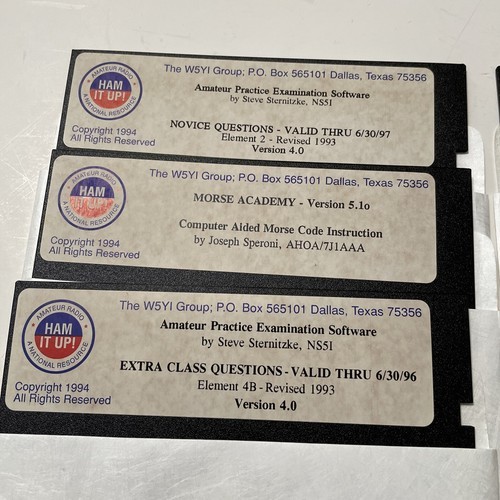 AMATEUR RADIO
HAM
IT UP!
A NATIONAL RESOURCE
Copyright 1994
All Rights Reserved
The W5YI Group; P.O. Box 565101 Dallas, Texas 75356
Amateur Practice Examination Software
by Steve Sternitzke, NS5I
NOVICE QUESTIONS - VALID THRU 6/30/97
Element 2 - Revised 1993
Version 4.0
AMATEUR RADIO
HAM
A NATIONAL RESOURCE
Copyright 1994
All Rights Reserved
The W5YI Group; P.O. Box 565101 Dallas, Texas 75356
MORSE ACADEMY - Version 5.1o
Computer Aided Morse Code Instruction
by Joseph Speroni, AHOA/7J1AAA
AMATEUR RADIO
HAM
IT UP!
A NATIONAL RESOURCE
Copyright 1994
All Rights Reserved
The W5YI Group; P.O. Box 565101 Dallas, Texas 75356
Amateur Practice Examination Software
by Steve Sternitzke, NS5I
EXTRA CLASS QUESTIONS - VALID THRU 6/30/96
Element 4B - Revised 1993
Version 4.0